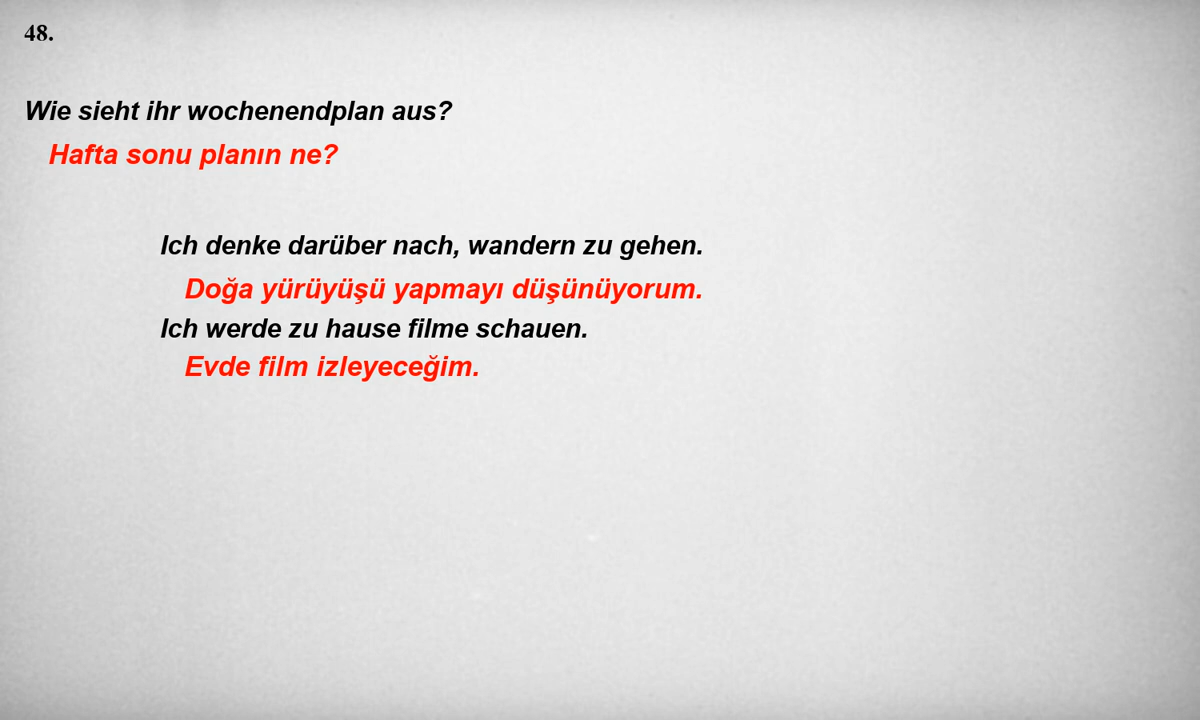 48.
Wie sieht ihr wochenendplan aus?
Hafta sonu planın ne?
Ich denke darüber nach, wandern zu gehen.
Doğa yürüyüşü yapmayı düşünüyorum.
Ich werde zu hause filme schauen.
Evde film izleyeceğim.